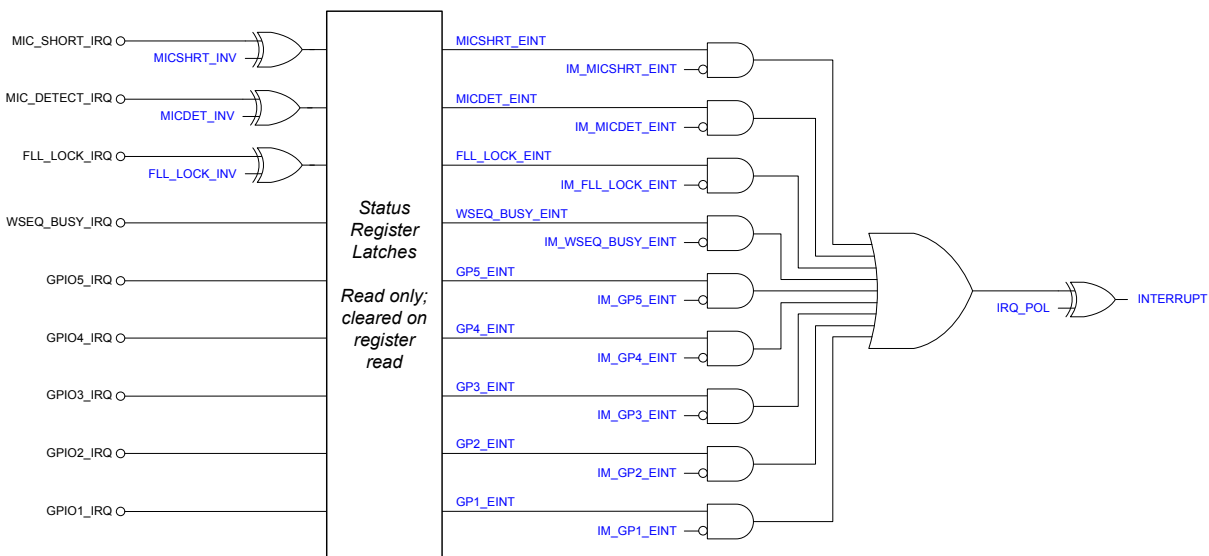 MIC_SHORT_IRQ
MICSHRT_INV
MIC_DETECT_IRQ
MICDET_INV
FLL_LOCK_IRQ
FLL_LOCK_INV
WSEQ_BUSY_IRQ
GPIO5_IRQ
GPIO4_IRQ
GPIO3_IRQ
GPIO2_IRQ
GPIO1_IRQ
Status
Register
Latches
Read only;
cleared on
register
read
MICSHRT_EINT
IM_MICSHRT_EINT
MICDET_EINT
IM_MICDET_EINT
FLL_LOCK_EINT
IM_FLL_LOCK_EINT
WSEQ_BUSY_EINT
IM_WSEQ_BUSY_EINT
GP5_EINT
IM_GP5_EINT
GP4_EINT
IM_GP4_EINT
GP3_EINT
IM_GP3_EINT
GP2_EINT
IM_GP2_EINT
GP1_EINT
IM_GP1_EINT
IRQ_POL
INTERRUPT